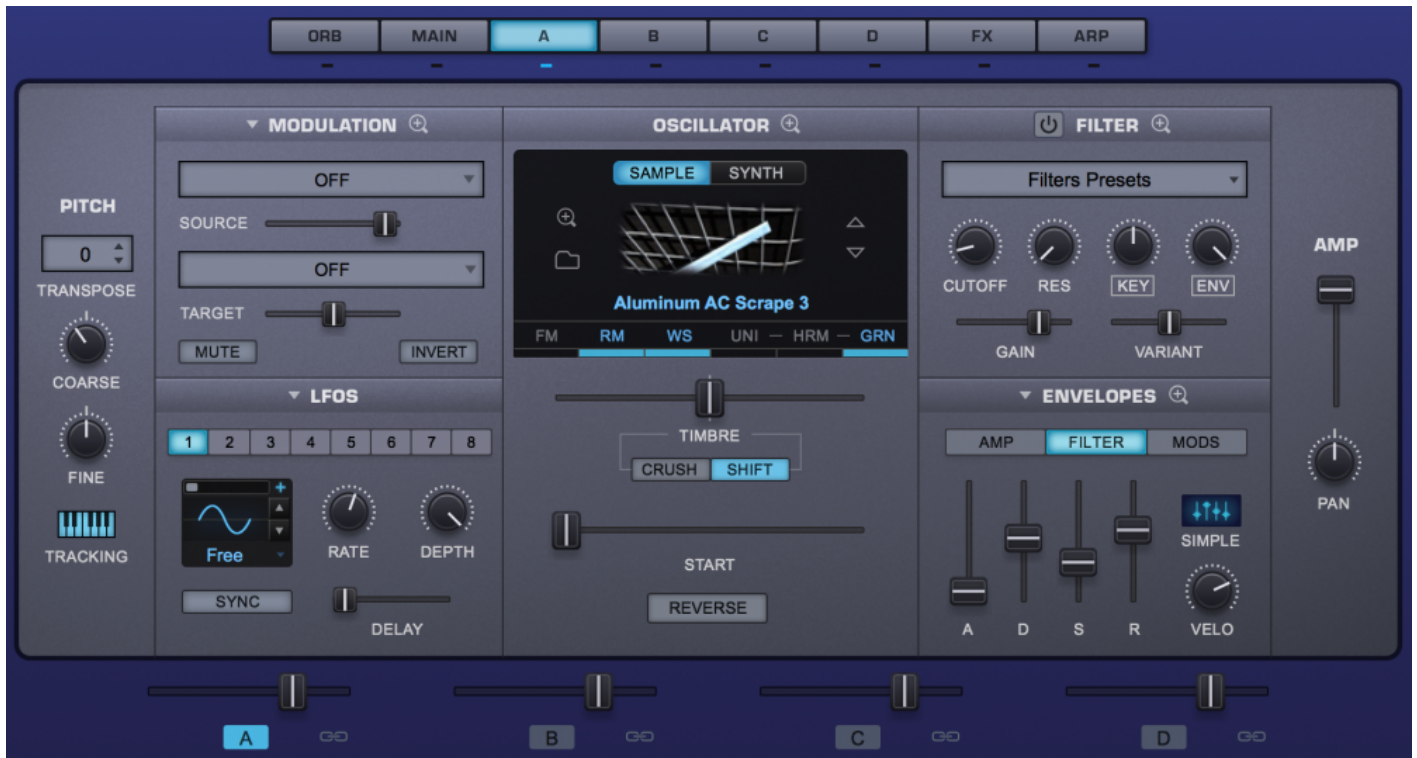 ORB MAIN A B C D FX ARP
MODULATION OSCILLATOR FILTER
OFF
SAMPLE SYNTH
Filters Presets
PITCH
SOURCE
0
TRANSPOSE
OFF
AMP
CUTOFF RES KEY ENV
Aluminum AC Scrape 3
TARGET
FM RM WS UNI — HRM — GRN
MUTE INVERT
GAIN VARIANT
COARSE
LFOS
ENVELOPES
TIMBRE
1 2 3 4 5 6 7 8
AMP FILTER MODS
CRUSH SHIFT
FINE
PAN
SIMPLE
Free RATE DEPTH
TRACKING
START
SYNC
REVERSE
DELAY
A D S R VELO
A B C D